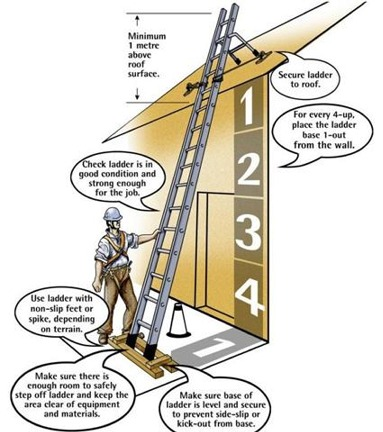 Minimum
1 metre
above
roof
surface.
Secure ladder
to roof.
For every 4-up,
place the ladder
base 1-out
from the wall.
Check ladder is in
good condition and
strong enough
for the job.
1
2
3
4
1
Use ladder with
non-slip feet or
spike, depending
on terrain.
Make sure there is
enough room to safely
step off ladder and keep the
area clear of equipment
and materials.
Make sure base of
ladder is level and secure
to prevent side-slip or
kick-out from base.